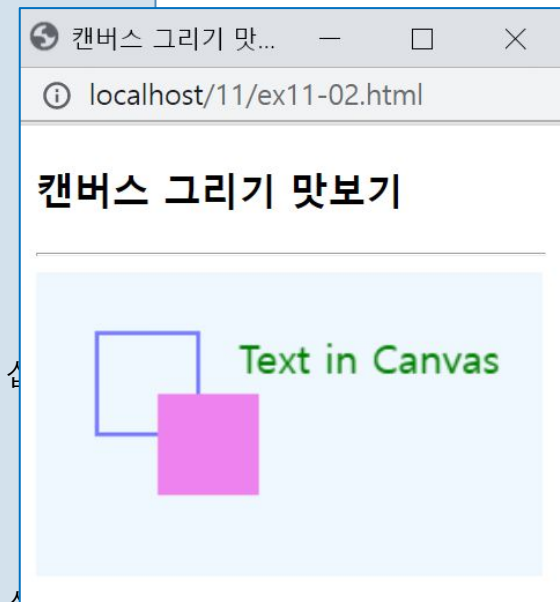 캔버스 그리기 맛...
localhost/11/ex11-02.html
캔버스 그리기 맛보기
Text in Canvas